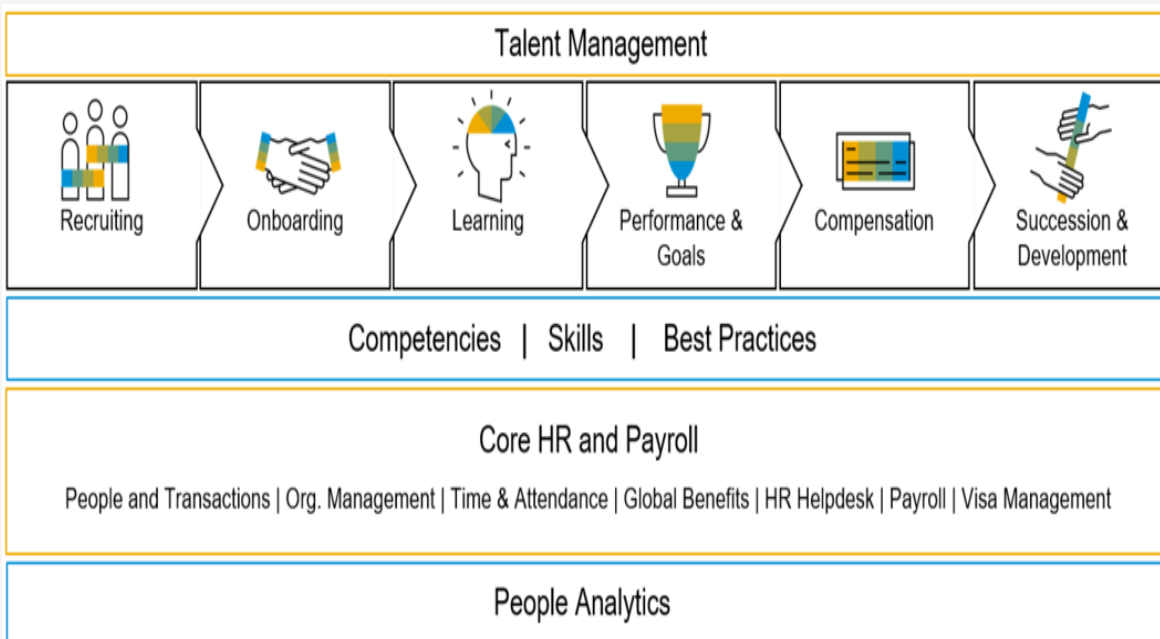 Talent Management
Recruiting
Onboarding
Learning
Performance &
Goals
Compensation
Succession &
Development
Competencies | Skills | Best Practices
Core HR and Payroll
People and Transactions | Org. Management | Time & Attendance | Global Benefits | HR Helpdesk | Payroll | Visa Management
People Analytics